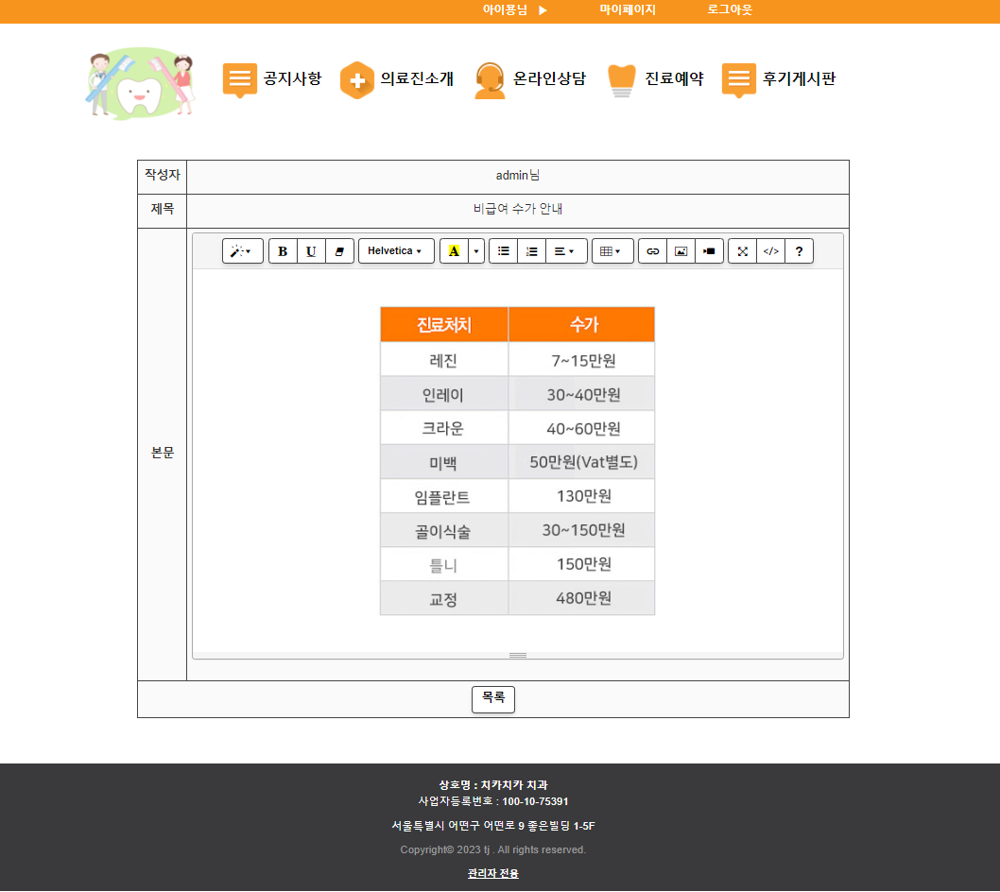 아이용님 ▶ 마이페이지 로그아웃
공지사항 의료진소개 온라인상담 진료예약 후기게시판
작성자 admin님
제목 비급여 수가 안내
본문
B U Helvetica A </> ?
진료처치 수가
레진 7~15만원
인레이 30~40만원
크라운 40~60만원
미백 50만원(Vat별도)
임플란트 130만원
골이식술 30~150만원
틀니 150만원
교정 480만원
목록
상호명 : 치카치카 치과
사업자등록번호 : 100-10-75391
서울특별시 어떤구 어떤로 9 좋은빌딩 1-5F
Copyright© 2023 tj . All rights reserved.
관리자 전용